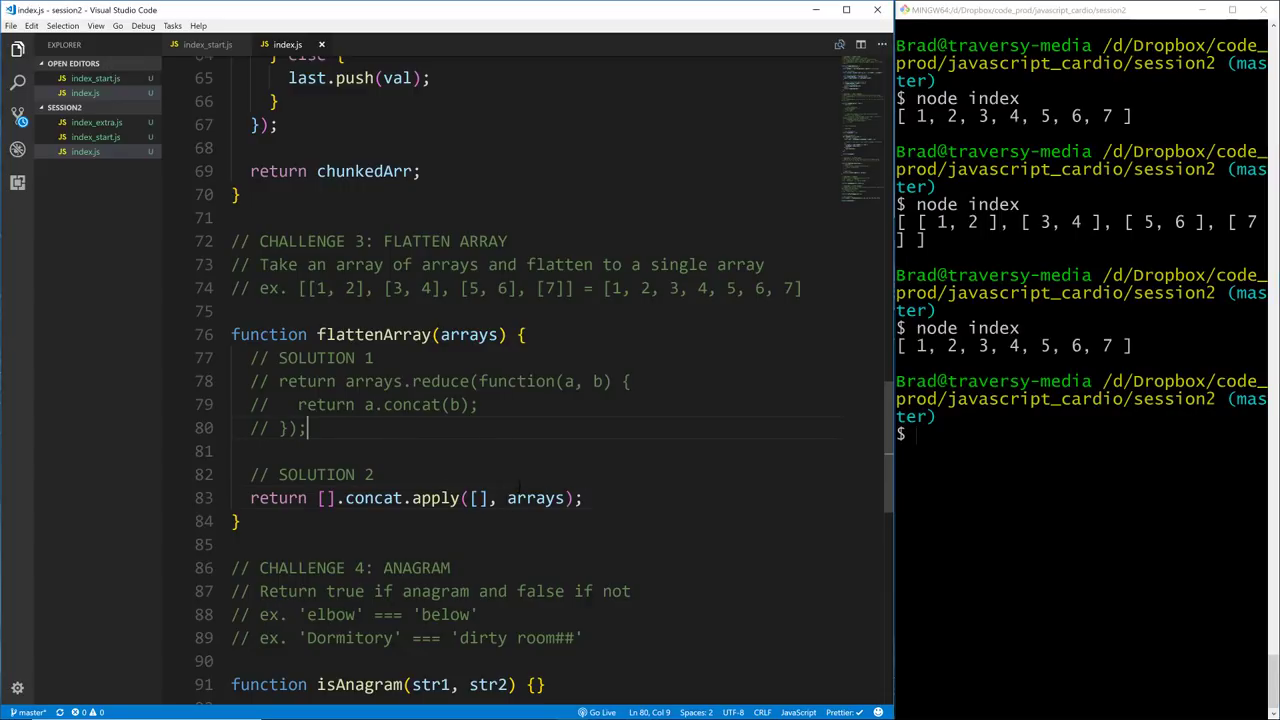 index.js - session2 - Visual Studio Code
File Edit Selection View Go Debug Tasks Help
EXPLORER
OPEN EDITORS
JS index_start.js U
JS index.js U
SESSION2
JS index_extra.js U
JS index_start.js U
JS index.js U
JS index_start.js
JS index.js ×
65 last.push(val);
66 }
67 });
68
69 return chunkedArr;
70 }
71
72 // CHALLENGE 3: FLATTEN ARRAY
73 // Take an array of arrays and flatten to a single array
74 // ex. [[1, 2], [3, 4], [5, 6], [7]] = [1, 2, 3, 4, 5, 6, 7]
75
76 function flattenArray(arrays) {
77 // SOLUTION 1
78 // return arrays.reduce(function(a, b) {
79 // return a.concat(b);
80 // });
81
82 // SOLUTION 2
83 return [].concat.apply([], arrays);
84 }
85
86 // CHALLENGE 4: ANAGRAM
87 // Return true if anagram and false if not
88 // ex. 'elbow' === 'below'
89 // ex. 'Dormitory' === 'dirty room##'
90
91 function isAnagram(str1, str2) {}
master* 0 0 Go Live Ln 80, Col 9 Spaces: 2 UTF-8 CRLF JavaScript Prettier: ✓
MINGW64:/d/Dropbox/code_prod/javascript_cardio/session2
Brad@traversy-media /d/Dropbox/code_
prod/javascript_cardio/session2 (mas
ter)
$ node index
[ 1, 2, 3, 4, 5, 6, 7 ]
Brad@traversy-media /d/Dropbox/code_
prod/javascript_cardio/session2 (mas
ter)
$ node index
[ [ 1, 2 ], [ 3, 4 ], [ 5, 6 ], [ 7
] ]
Brad@traversy-media /d/Dropbox/code_
prod/javascript_cardio/session2 (mas
ter)
$ node index
[ 1, 2, 3, 4, 5, 6, 7 ]
Brad@traversy-media /d/Dropbox/code_
prod/javascript_cardio/session2 (mas
ter)
$